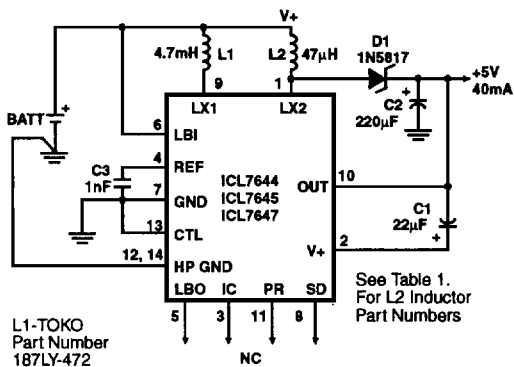 V+
4.7mH
L1
L2
47μH
D1
1N5817
9
1
+5V
40mA
LX1
LX2
BATT
+
+
C2
220μF
6
LBI
4
REF
C3
1nF
7
GND
ICL7644
ICL7645
ICL7647
OUT
10
C1
22μF
+
13
CTL
V+
2
12, 14
HP GND
LBO
IC
PR
SD
5
3
11
8
NC
See Table 1.
For L2 Inductor
Part Numbers
L1-TOKO
Part Number
187LY-472